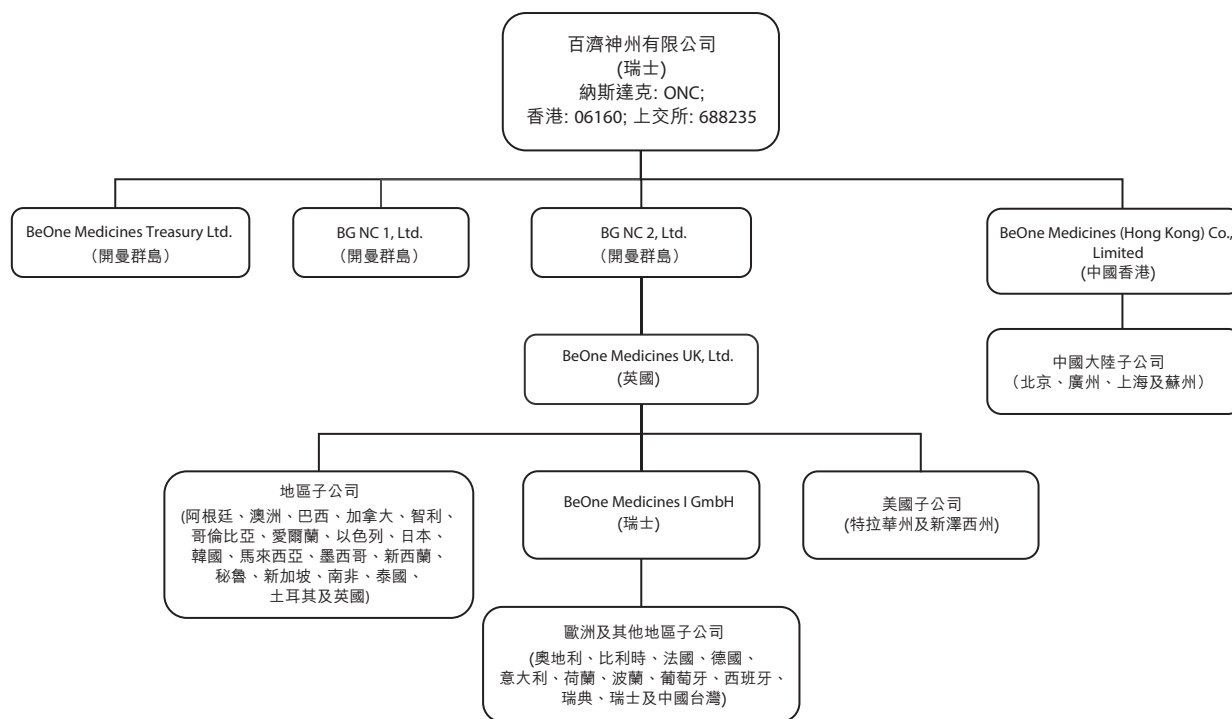 百濟神州有限公司
(瑞士)
納斯達克: ONC;
香港: 06160; 上交所: 688235
BeOne Medicines Treasury Ltd.
（開曼群島）
BG NC 1, Ltd.
（開曼群島）
BG NC 2, Ltd.
（開曼群島）
BeOne Medicines (Hong Kong) Co.,
Limited
(中國香港)
BeOne Medicines UK, Ltd.
(英國)
中國大陸子公司
（北京、廣州、上海及蘇州）
地區子公司
(阿根廷、澳洲、巴西、加拿大、智利、
哥倫比亞、愛爾蘭、以色列、日本、
韓國、馬來西亞、墨西哥、新西蘭、
秘魯、新加坡、南非、泰國、
土耳其及英國)
BeOne Medicines I GmbH
(瑞士)
美國子公司
(特拉華州及新澤西州)
歐洲及其他地區子公司
(奧地利、比利時、法國、德國、
意大利、荷蘭、波蘭、葡萄牙、西班牙、
瑞典、瑞士及中國台灣)